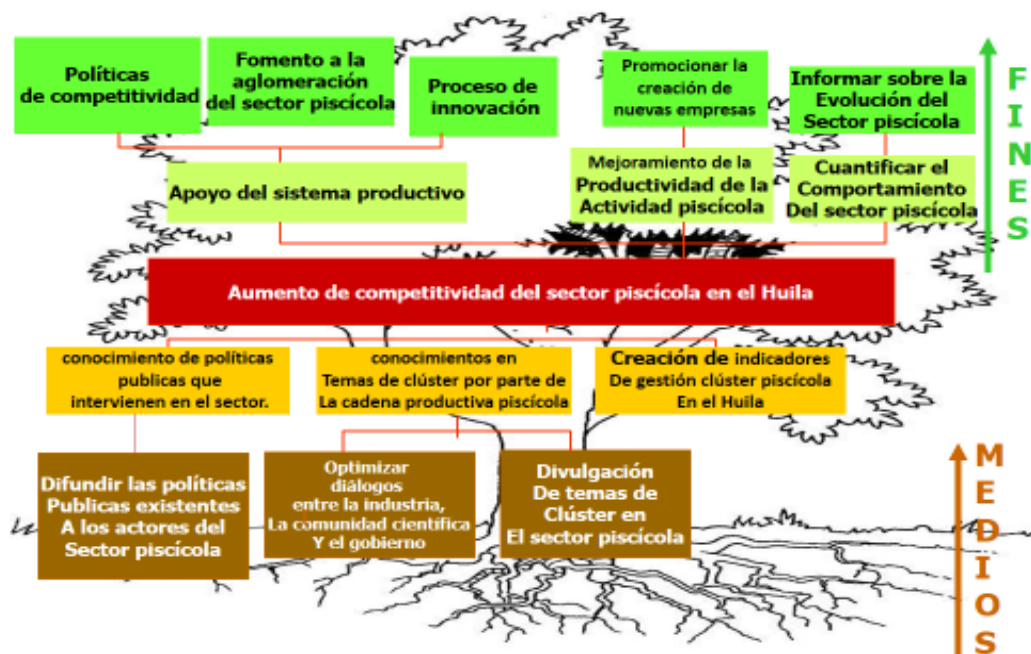 Políticas
de competitividad
Fomento a la
aglomeración
del sector piscícola
Proceso de
innovación
Promocionar la
creación de
nuevas empresas
Informar sobre la
Evolución del
Sector piscícola
FINES
Apoyo del sistema productivo
Mejoramiento de la
Productividad de la
Actividad piscícola
Cuantificar el
Comportamiento
Del sector piscícola
Aumento de competitividad del sector piscícola en el Huila
conocimiento de políticas
publicas que
intervienen en el sector.
conocimientos en
Temas de clúster por parte de
La cadena productiva piscícola
Creación de indicadores
De gestión clúster piscícola
En el Huila
Difundir las políticas
Publicas existentes
A los actores del
Sector piscícola
Optimizar
diálogos
entre la industria,
La comunidad científica
Y el gobierno
Divulgación
De temas de
Clúster en
El sector piscícola
MEDIOS